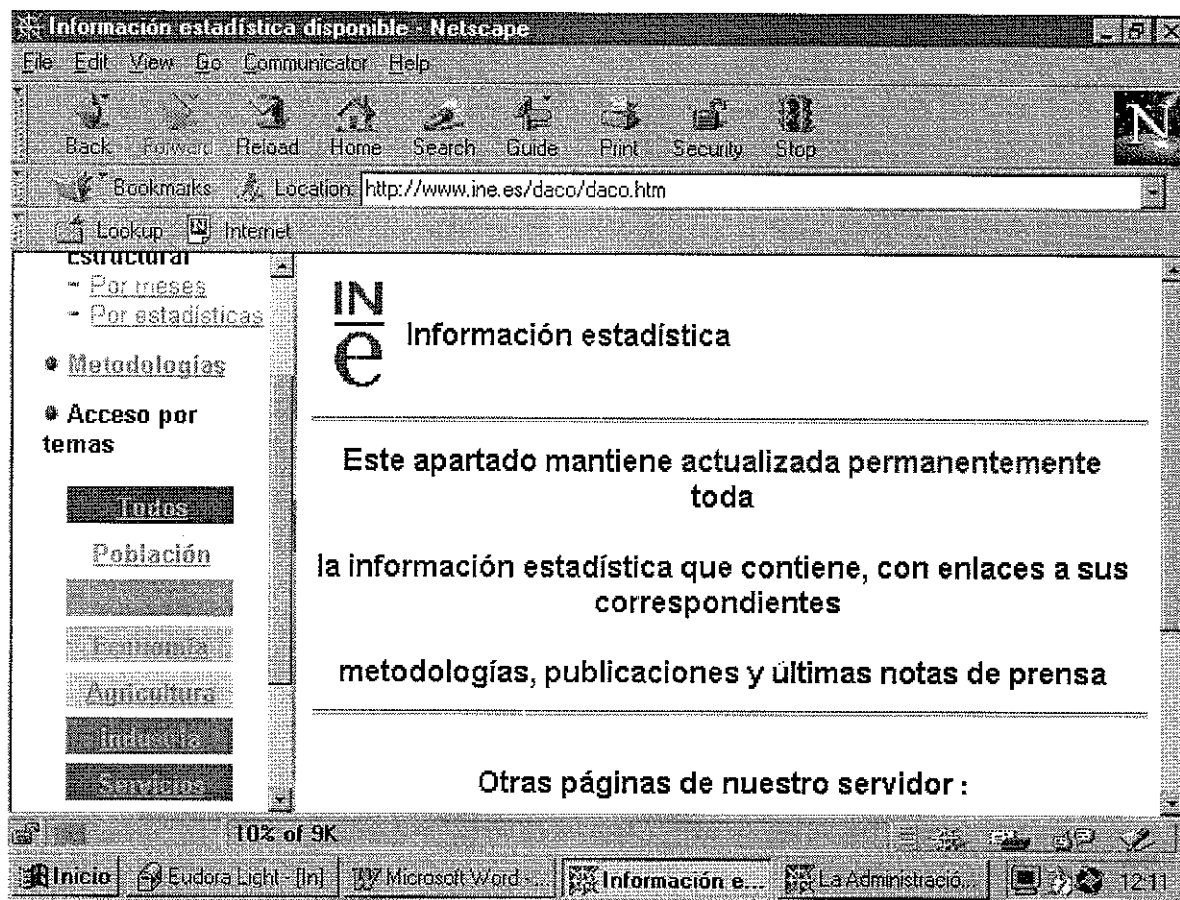 Información estadística disponible - Netscape
File Edit View Go Communicator Help
Back Forward Reload Home Search Guide Print Security Stop
Bookmarks Location: http://www.ine.es/daco/daco.htm
Lookup Internet
Estructural
- Por meses
- Por estadísticas
Metodologías
Acceso por
temas
Todos
Población
Economía
Agricultura
Industria
Servicios
INe Información estadística
Este apartado mantiene actualizada permanentemente
toda
la información estadística que contiene, con enlaces a sus
correspondientes
metodologías, publicaciones y últimas notas de prensa
Otras páginas de nuestro servidor :
10% of 9K
Inicio Eudora Light - [In] Microsoft Word -... Información e... La Administració... 12:11